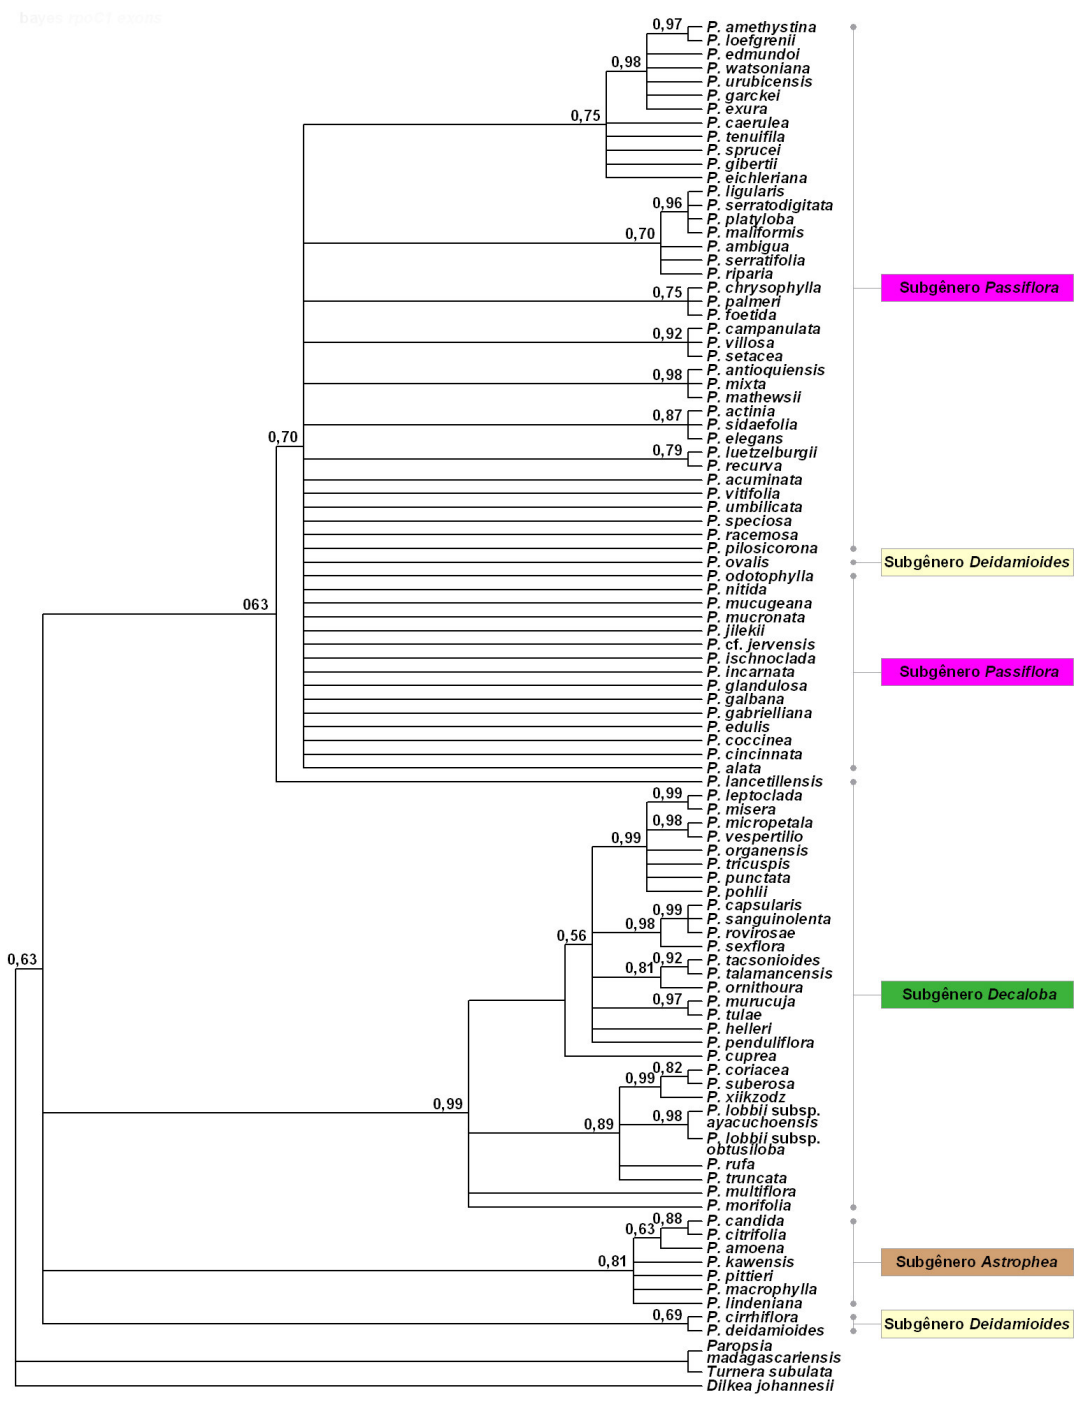 0,97
P. amethystina
P. loefgrenii
P. edmundoi
0,98
P. watsoniana
P. urubicensis
P. garckei
P. exura
0,75
P. caerulea
P. tenuifila
P. sprucei
P. gibertii
P. eichleriana
P. ligularis
0,96
P. serratodigitata
P. platyloba
P. maliformis
0,70
P. ambigua
P. serratifolia
P. riparia
0,75
P. chrysophylla
P. palmeri
P. foetida
Subgênero Passiflora
0,92
P. campanulata
P. villosa
P. setacea
0,98
P. antioquiensis
P. mixta
P. mathewsii
0,87
P. actinia
P. sidaefolia
P. elegans
0,70
0,79
P. luetzelburgii
P. recurva
P. acuminata
P. vitifolia
P. umbilicata
P. speciosa
P. racemosa
P. pilosicorona
P. ovalis
Subgênero Deidamioides
P. odotophylla
P. nitida
063
P. mucugeana
P. mucronata
P. jilekii
P. cf. jervensis
P. ischnoclada
P. incarnata
Subgênero Passiflora
P. glandulosa
P. galbana
P. gabrielliana
P. edulis
P. coccinea
P. cincinnata
P. alata
P. lancetillensis
0,99
P. leptoclada
P. misera
0,98
P. micropetala
P. vespertilio
0,99
P. organensis
P. tricuspis
P. punctata
P. pohlii
0,99
P. capsularis
P. sanguinolenta
0,98
P. rovirosae
P. sexflora
0,56
0,63
0,92
P. tacsonioides
0,81
P. talamancensis
P. ornithoura
Subgênero Decaloba
0,97
P. murucuja
P. tulae
P. helleri
P. penduliflora
P. cuprea
0,82
P. coriacea
0,99
P. suberosa
P. xiikzodz
0,99
0,98
P. lobbii subsp.
ayacuchoensis
0,89
P. lobbii subsp.
obtusiloba
P. rufa
P. truncata
P. multiflora
P. morifolia
0,88
P. candida
0,63
P. citrifolia
P. amoena
0,81
P. kawensis
Subgênero Astrophea
P. pittieri
P. macrophylla
P. lindeniana
0,69
P. cirrhiflora
P. deidamioides
Subgênero Deidamioides
Paropsia
madagascariensis
Turnera subulata
Dilkea johannesii